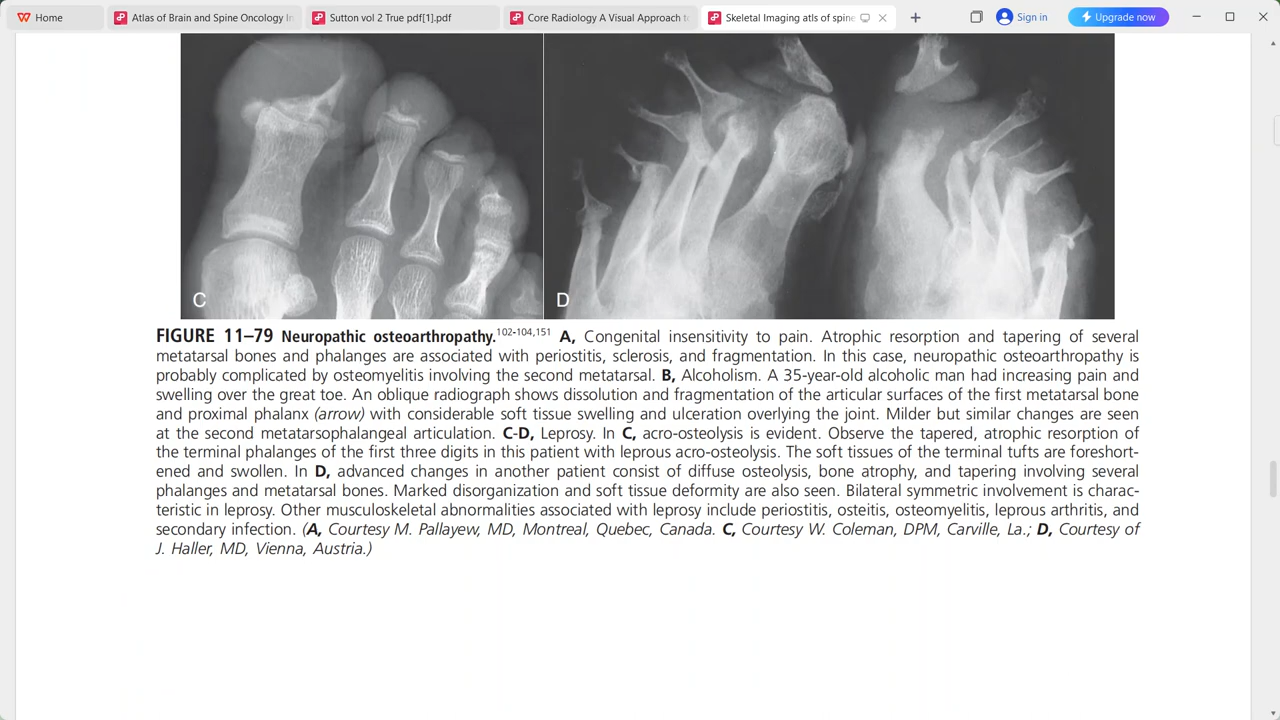 Home
Atlas of Brain and Spine Oncology I
Sutton vol 2 True pdf[1].pdf
Core Radiology A Visual Approach to
Skeletal Imaging atls of spine
Sign in
Upgrade now
C
D
FIGURE 11–79 Neuropathic osteoarthropathy.102-104,151 A, Congenital insensitivity to pain. Atrophic resorption and tapering of several
metatarsal bones and phalanges are associated with periostitis, sclerosis, and fragmentation. In this case, neuropathic osteoarthropathy is
probably complicated by osteomyelitis involving the second metatarsal. B, Alcoholism. A 35-year-old alcoholic man had increasing pain and
swelling over the great toe. An oblique radiograph shows dissolution and fragmentation of the articular surfaces of the first metatarsal bone
and proximal phalanx (arrow) with considerable soft tissue swelling and ulceration overlying the joint. Milder but similar changes are seen
at the second metatarsophalangeal articulation. C-D, Leprosy. In C, acro-osteolysis is evident. Observe the tapered, atrophic resorption of
the terminal phalanges of the first three digits in this patient with leprous acro-osteolysis. The soft tissues of the terminal tufts are foreshort-
ened and swollen. In D, advanced changes in another patient consist of diffuse osteolysis, bone atrophy, and tapering involving several
phalanges and metatarsal bones. Marked disorganization and soft tissue deformity are also seen. Bilateral symmetric involvement is charac-
teristic in leprosy. Other musculoskeletal abnormalities associated with leprosy include periostitis, osteitis, osteomyelitis, leprous arthritis, and
secondary infection. (A, Courtesy M. Pallayew, MD, Montreal, Quebec, Canada. C, Courtesy W. Coleman, DPM, Carville, La.; D, Courtesy of
J. Haller, MD, Vienna, Austria.)